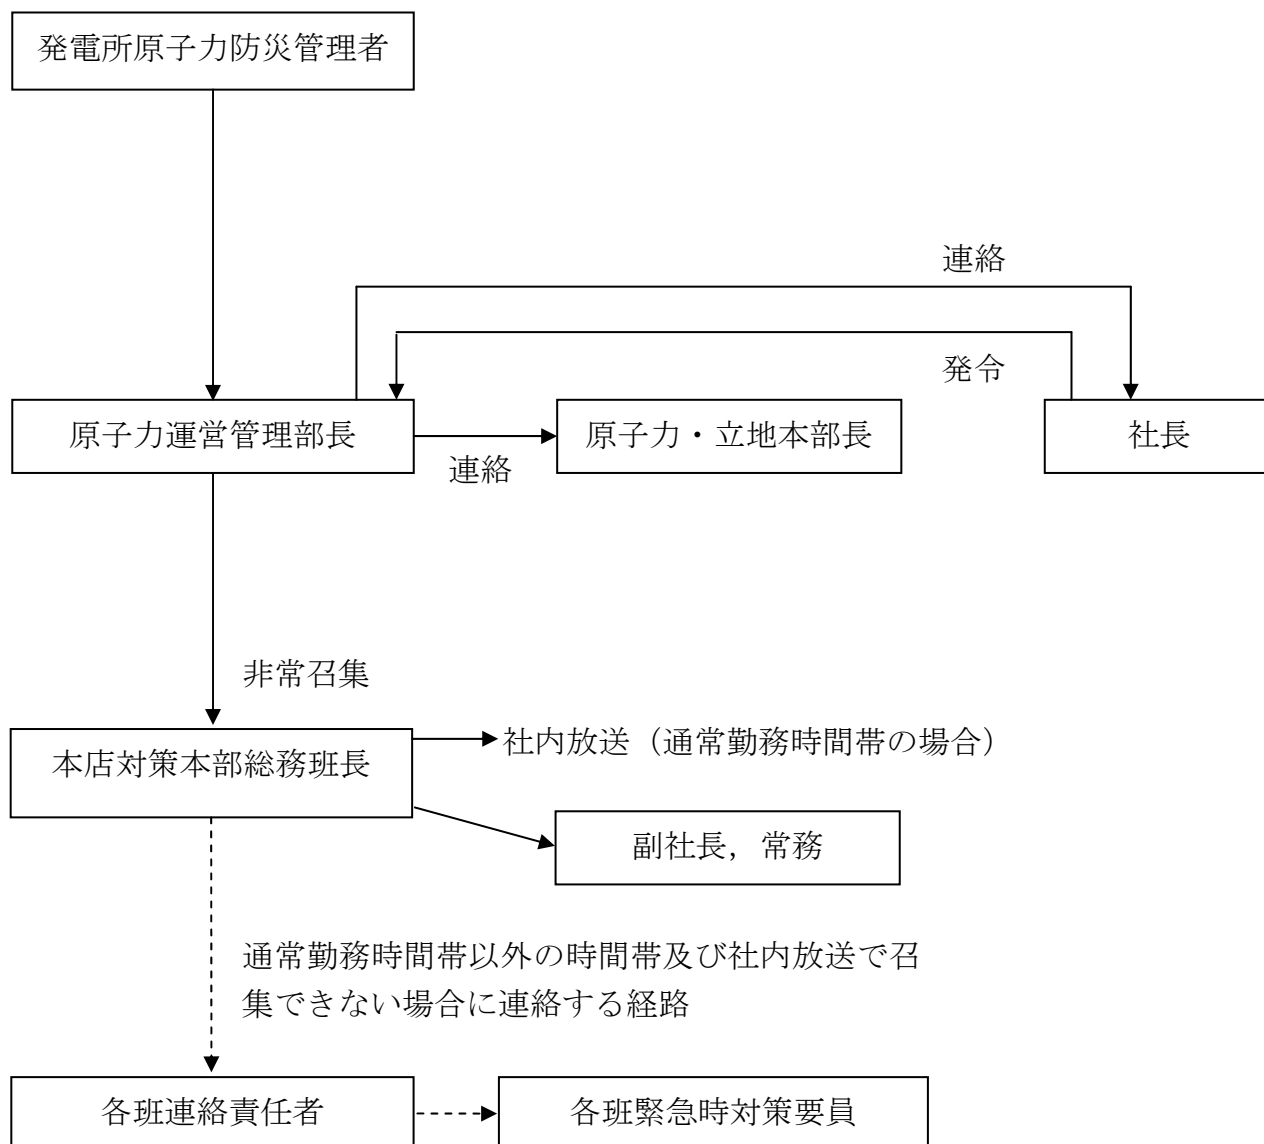 発電所原子力防災管理者
連絡
発令
原子力運営管理部長
原子力・立地本部長
社長
連絡
非常召集
社内放送（通常勤務時間帯の場合）
本店対策本部総務班長
副社長，常務
通常勤務時間帯以外の時間帯及び社内放送で召
集できない場合に連絡する経路
各班連絡責任者
各班緊急時対策要員